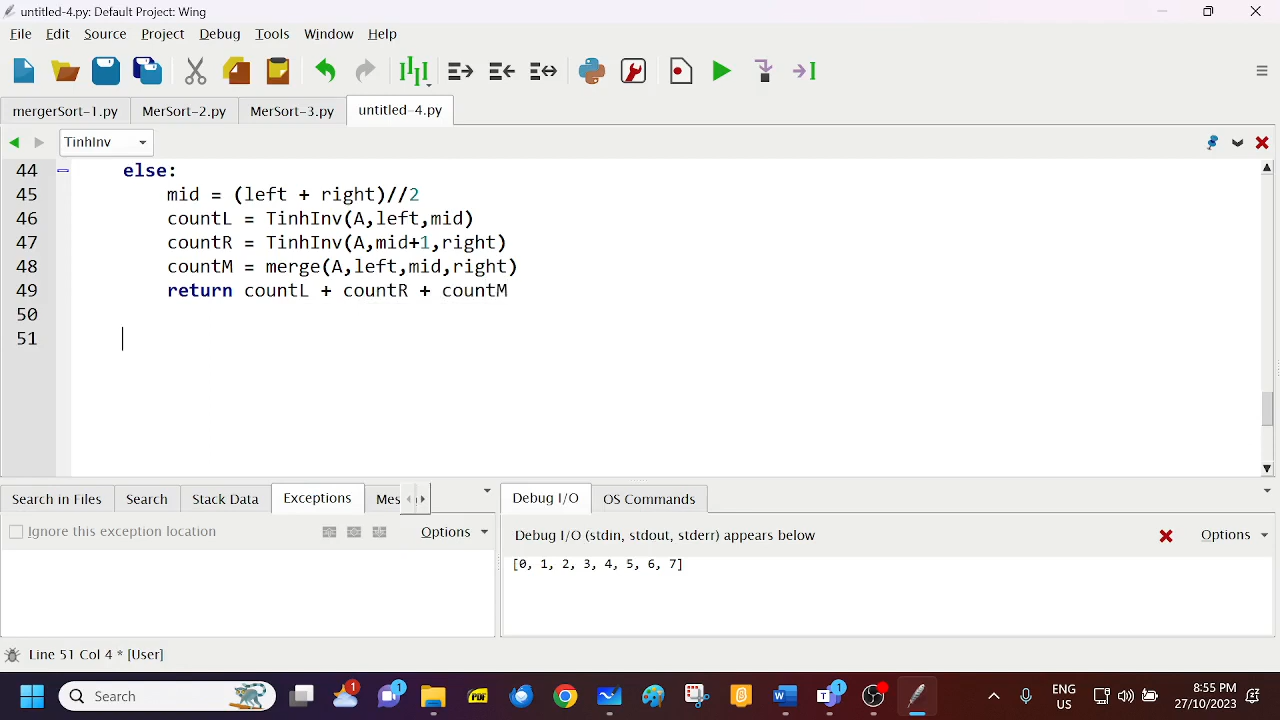 untitled-4.py: Default Project: Wing
File Edit Source Project Debug Tools Window Help
mergerSort-1.py MerSort-2.py MerSort-3.py untitled-4.py
TinhInv
44 else:
45 mid = (left + right)//2
46 countL = TinhInv(A,left,mid)
47 countR = TinhInv(A,mid+1,right)
48 countM = merge(A,left,mid,right)
49 return countL + countR + countM
50
51
Search in Files Search Stack Data Exceptions Mes Debug I/O OS Commands
Ignore this exception location Options Debug I/O (stdin, stdout, stderr) appears below Options
[0, 1, 2, 3, 4, 5, 6, 7]
Line 51 Col 4 * [User]
Search 1 1 PDF 1 ENG 8:55 PM
US 27/10/2023